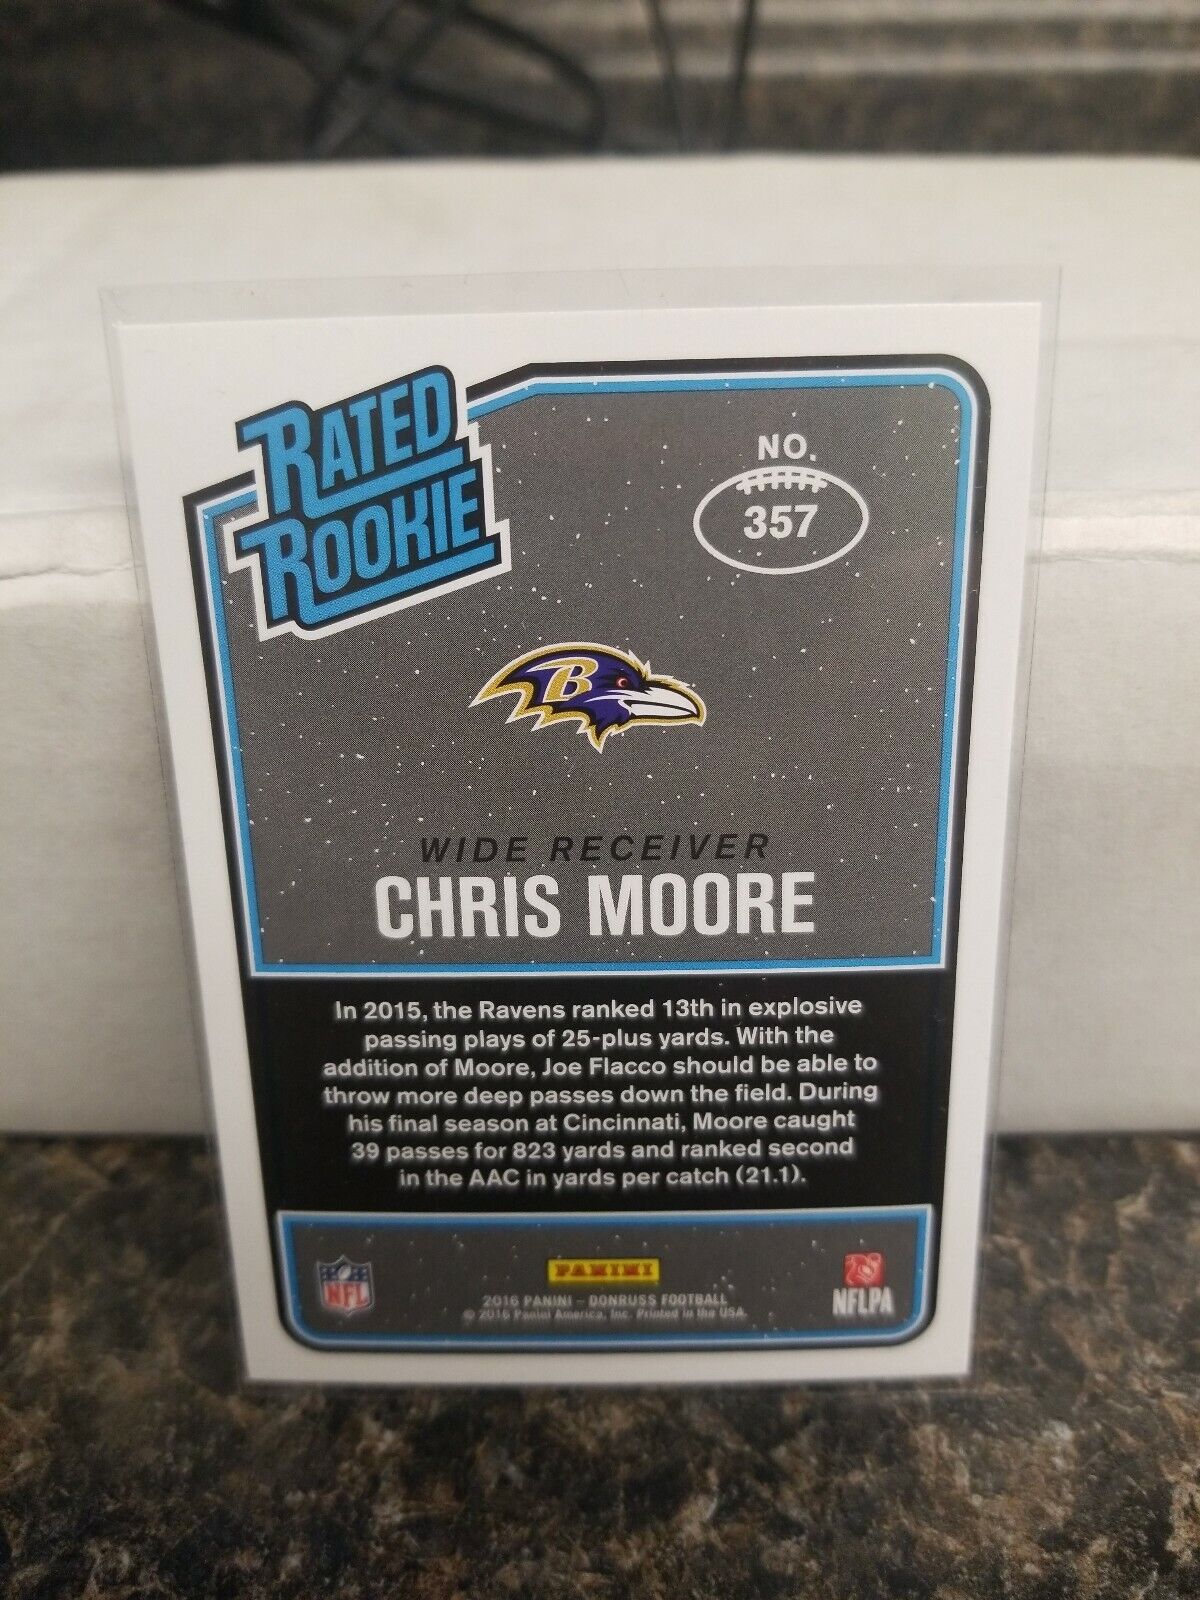 RATED
ROOKIE
NO.
357
B
WIDE RECEIVER
CHRIS MOORE
In 2015, the Ravens ranked 13th in explosive
passing plays of 25-plus yards. With the
addition of Moore, Joe Flacco should be able to
throw more deep passes down the field. During
his final season at Cincinnati, Moore caught
39 passes for 823 yards and ranked second
in the AAC in yards per catch (21.1).
NFL
PANINI
NFLPA
2016 PANINI – DONRUSS FOOTBALL
© 2016 Panini America, Inc. Printed in the USA.